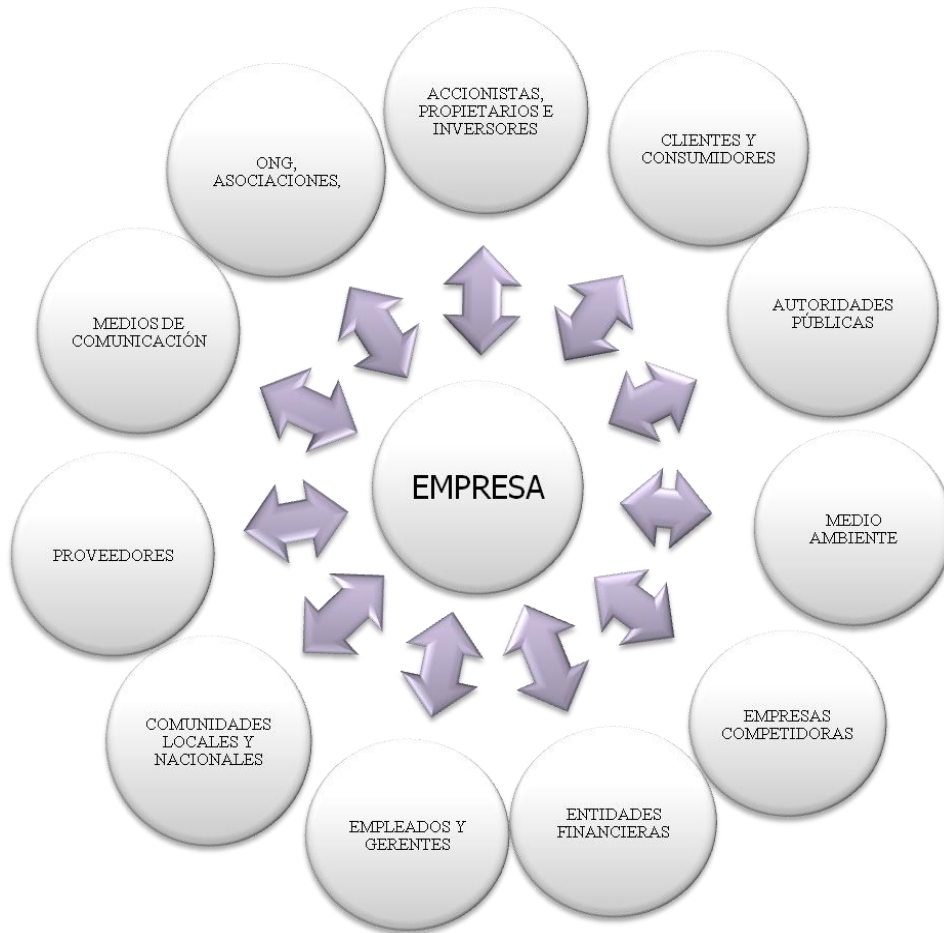 ACCIONISTAS,
PROPIETARIOS E
INVERSORES
CLIENTES Y
CONSUMIDORES
AUTORIDADES
PÚBLICAS
MEDIO
AMBIENTE
EMPRESAS
COMPETIDORAS
ENTIDADES
FINANCIERAS
EMPLEADOS Y
GERENTES
COMUNIDADES
LOCALES Y
NACIONALES
PROVEEDORES
MEDIOS DE
COMUNICACIÓN
ONG,
ASOCIACIONES,
EMPRESA